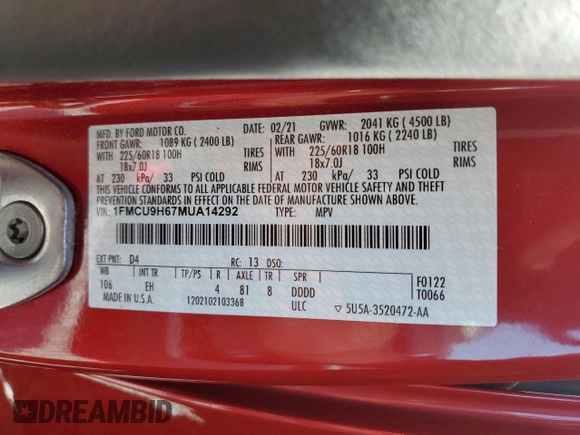 MFD. BY FORD MOTOR CO.
02/21 GVWR: 2041 KG ( 4500 LB)
FRONT GAWR: 1089 KG ( 2400 LB)
REAR GAWR: 1016 KG ( 2240 LB)
WITH 225/60R18 100H TIRES
WITH 225/60R18 100H TIRES
18x7.0J
18x7.0J
AT 230 kPa/ 33 PSI COLD
AT 230 kPa/ 33 PSI COLD
THIS VEHICLE CONFORMS TO ALL APPLICABLE FEDERAL MOTOR VEHICLE SAFETY AND THEFT
PREVENTION STANDARDS IN EFFECT ON THE DATE OF MANUFACTURE SHOWN ABOVE.
VIN: 1FMCU9H67MUA14292 TYPE: MPV
EXT PNT: D4 RC: 13 DSO:
WB INT TR TP/PS R AXLE TR SPR F0122
106 EH 4 81 8 DDDD T0066
MADE IN U.S.A. 1202102103368 ULC ▽ 5U5A-3520472-AA
DREAMBID